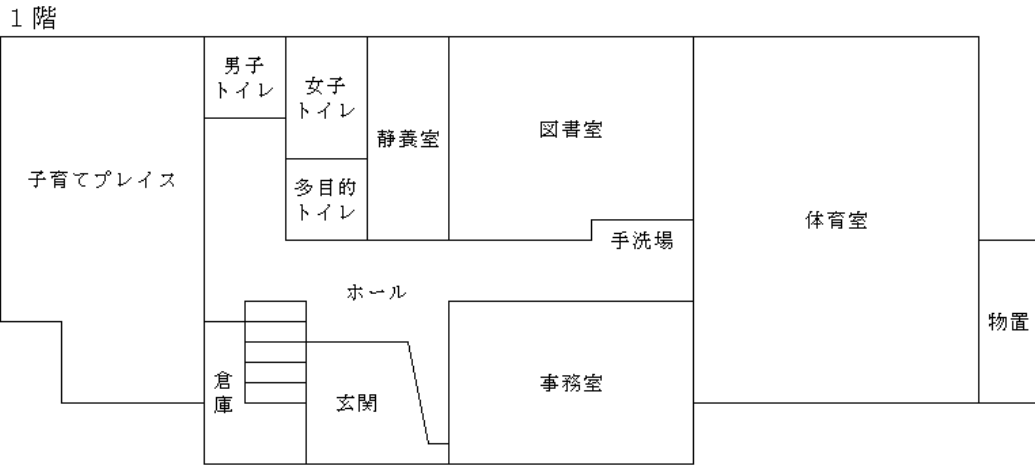 1階
男子
トイレ
女子
トイレ
静養室
図書室
子育てプレイス
多目的
トイレ
体育室
手洗場
ホール
物置
倉
庫
玄関
事務室